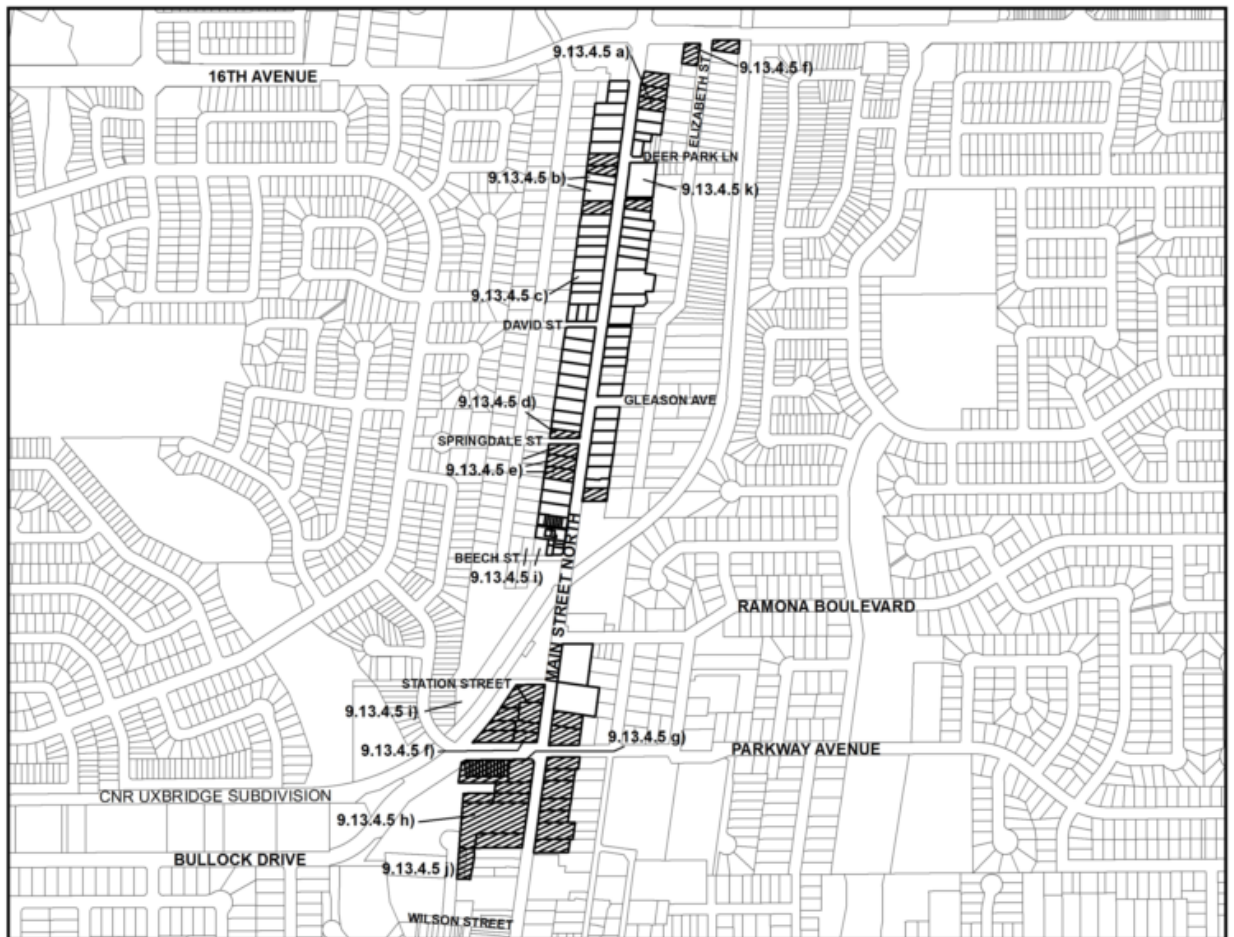 9.13.4.5 a)
9.13.4.5 f)
16TH AVENUE
ELIZABETH ST
DEER PARK LN
9.13.4.5 b)
9.13.4.5 k)
9.13.4.5 c)
DAVID ST
GLEASON AVE
9.13.4.5 d)
SPRINGDALE ST
9.13.4.5 e)
MAIN STREET NORTH
BEECH ST
9.13.4.5 i)
RAMONA BOULEVARD
STATION STREET
9.13.4.5 i)
9.13.4.5 g)
9.13.4.5 f)
PARKWAY AVENUE
CNR UXBRIDGE SUBDIVISION
9.13.4.5 h)
BULLOCK DRIVE
9.13.4.5 j)
WILSON STREET